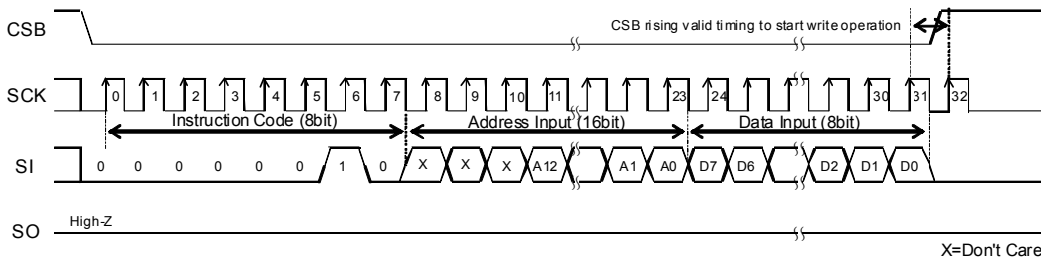 CSB
CSB rising valid timing to start write operation
SCK
0 1 2 3 4 5 6 7 8 9 10 11 23 24 30 31 32
Instruction Code (8bit) Address Input (16bit) Data Input (8bit)
SI
0 0 0 0 0 0 1 0 X X X A12 A1 A0 D7 D6 D2 D1 D0
High-Z
SO
X=Don't Care